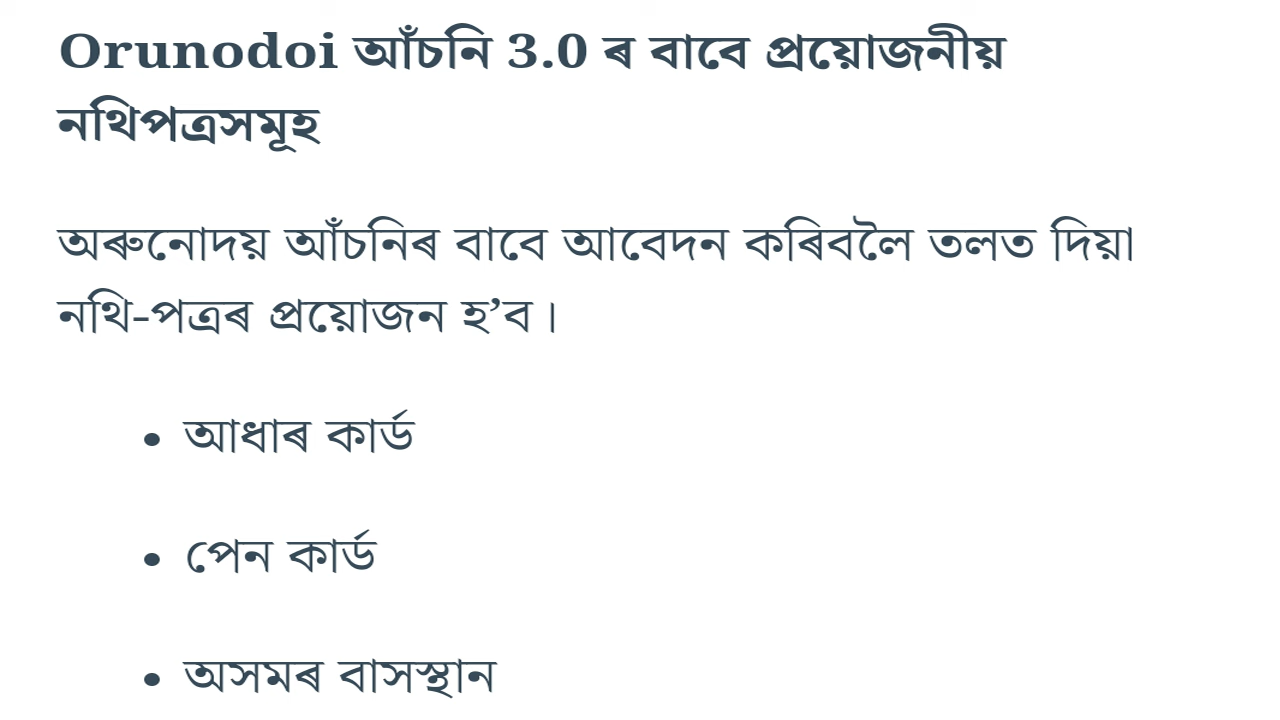 Orunodoi আঁচনি 3.0 ৰ বাবে প্ৰয়োজনীয়
নথিপত্ৰসমূহ
অৰুনোদয় আঁচনিৰ বাবে আবেদন কৰিবলৈ তলত দিয়া
নথি-পত্ৰৰ প্ৰয়োজন হ’ব।
• আধাৰ কাৰ্ড
• পেন কাৰ্ড
• অসমৰ বাসস্থান